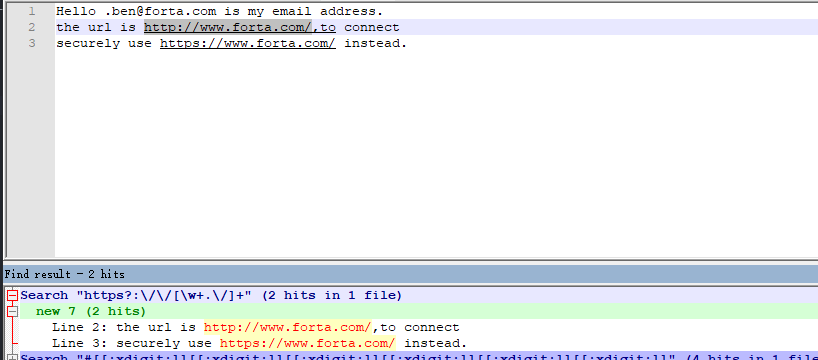 1 Hello .ben@forta.com is my email address.
2 the url is http://www.forta.com/,to connect
3 securely use https://www.forta.com/ instead.
Find result - 2 hits
Search "https?:\/\/[\w+.\/]+" (2 hits in 1 file)
new 7 (2 hits)
Line 2: the url is http://www.forta.com/,to connect
Line 3: securely use https://www.forta.com/ instead.
Search "#[[:xdigit:]][[:xdigit:]][[:xdigit:]][[:xdigit:]][[:xdigit:]][[:xdigit:]]" (4 hits in 1 file